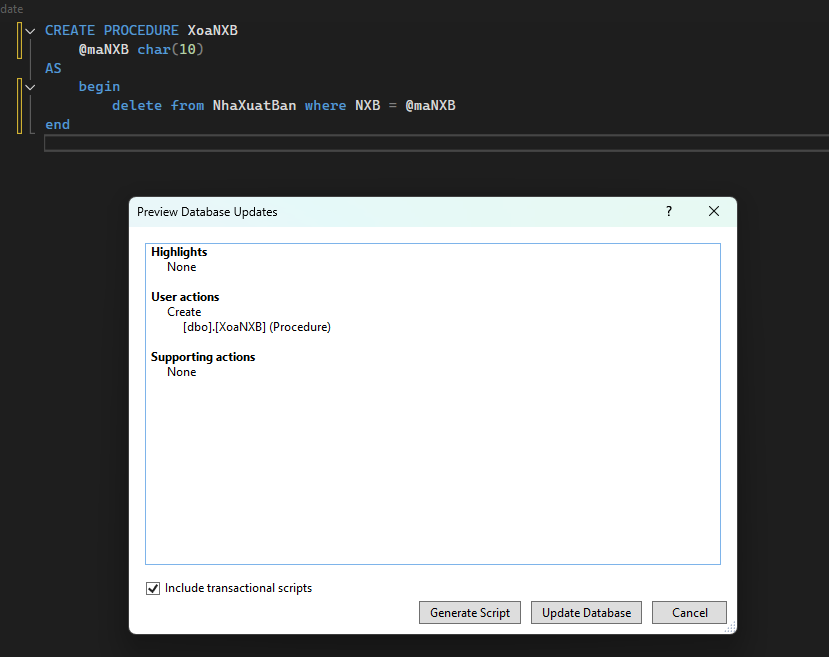 date
CREATE PROCEDURE XoaNXB
@maNXB char(10)
AS
begin
delete from NhaXuatBan where NXB = @maNXB
end
Preview Database Updates
?
Highlights
None
User actions
Create
[dbo].[XoaNXB] (Procedure)
Supporting actions
None
Include transactional scripts
Generate Script Update Database Cancel